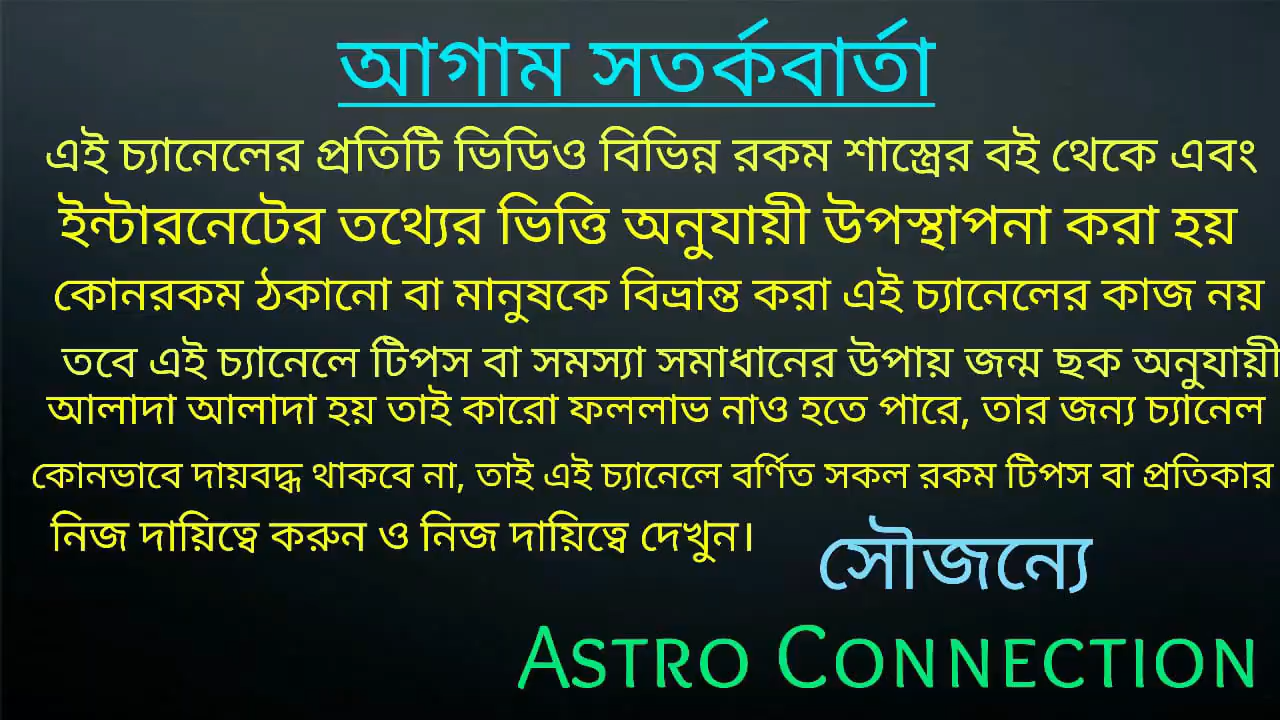 আগাম সতর্কবার্তা
এই চ্যানেলের প্রতিটি ভিডিও বিভিন্ন রকম শাস্ত্রের বই থেকে এবং
ইন্টারনেটের তথ্যের ভিত্তি অনুযায়ী উপস্থাপনা করা হয়
কোনরকম ঠকানো বা মানুষকে বিভ্রান্ত করা এই চ্যানেলের কাজ নয়
তবে এই চ্যানেলে টিপস বা সমস্যা সমাধানের উপায় জন্ম ছক অনুযায়ী
আলাদা আলাদা হয় তাই কারো ফললাভ নাও হতে পারে, তার জন্য চ্যানেল
কোনভাবে দায়বদ্ধ থাকবে না, তাই এই চ্যানেলে বর্ণিত সকল রকম টিপস বা প্রতিকার
নিজ দায়িত্বে করুন ও নিজ দায়িত্বে দেখুন।
সৌজন্যে
ASTRO CONNECTION